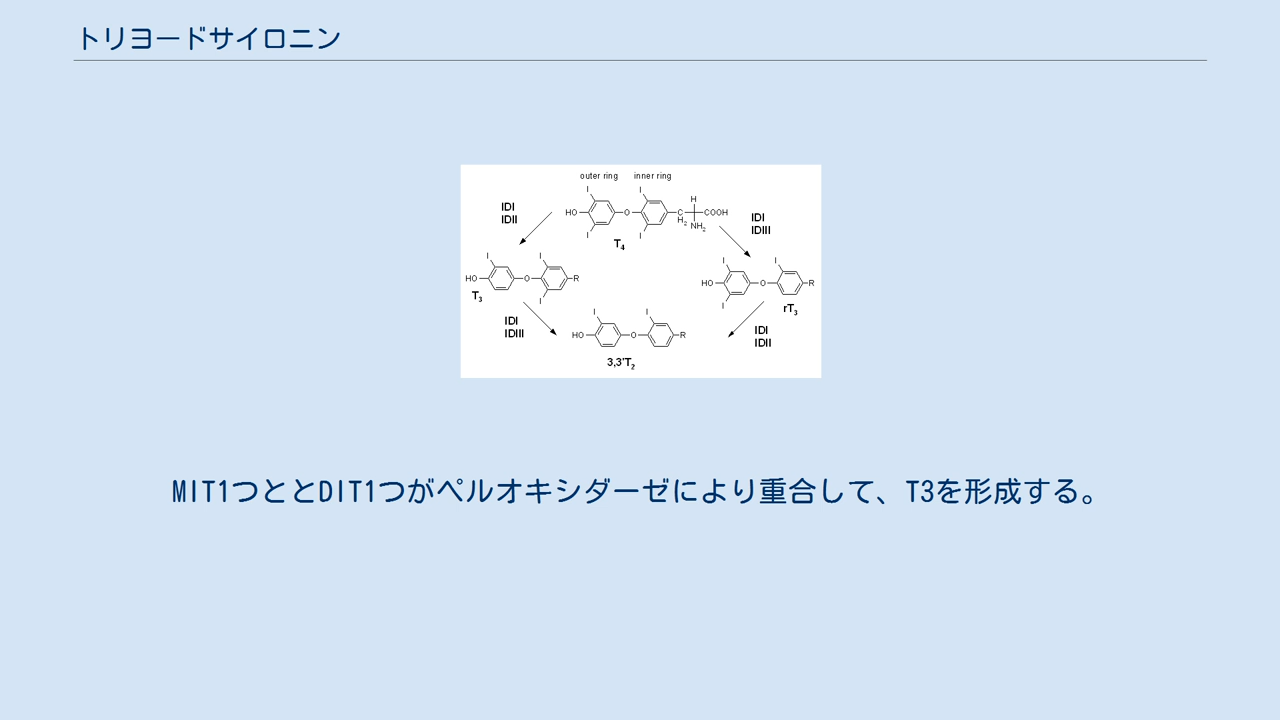 トリヨードサイロニン
outer ring inner ring
I I H
HO O C COOH
H2 NH2
I I
T4
IDI
IDII
IDI
IDIII
I I
HO O R
I
T3
I I
HO O R
I
rT3
IDI
IDIII
I I
HO O R
3,3'T2
IDI
IDII
MIT1つととDIT1つがペルオキシダーゼにより重合して、T3を形成する。